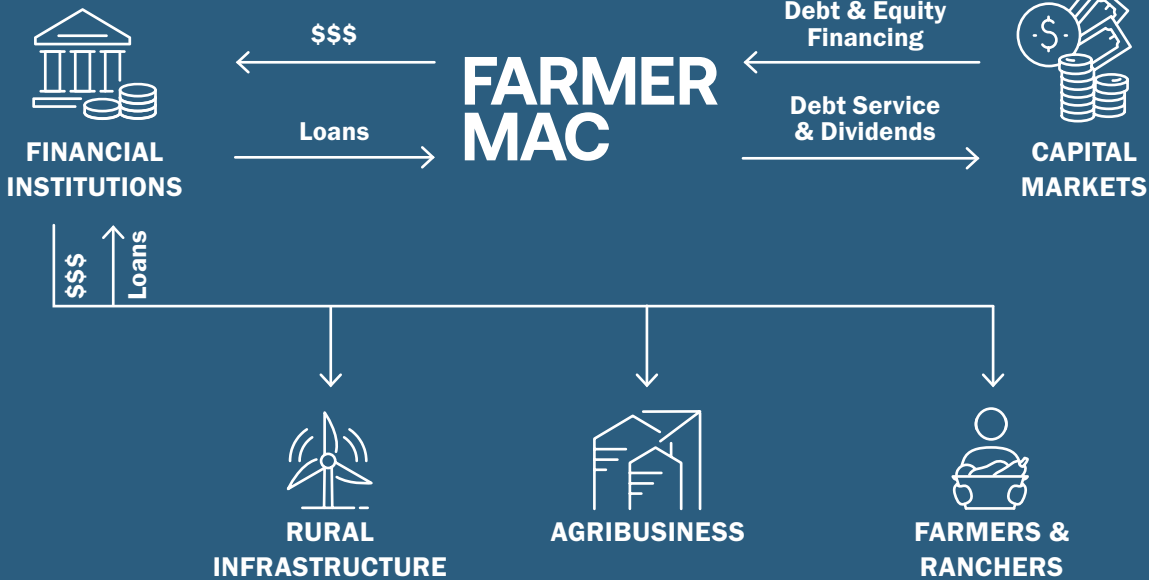 $$$
FARMER
MAC
Debt & Equity
Financing
Loans
Debt Service
& Dividends
FINANCIAL
INSTITUTIONS
$
CAPITAL
MARKETS
$$$
Loans
RURAL
INFRASTRUCTURE
AGRIBUSINESS
FARMERS &
RANCHERS